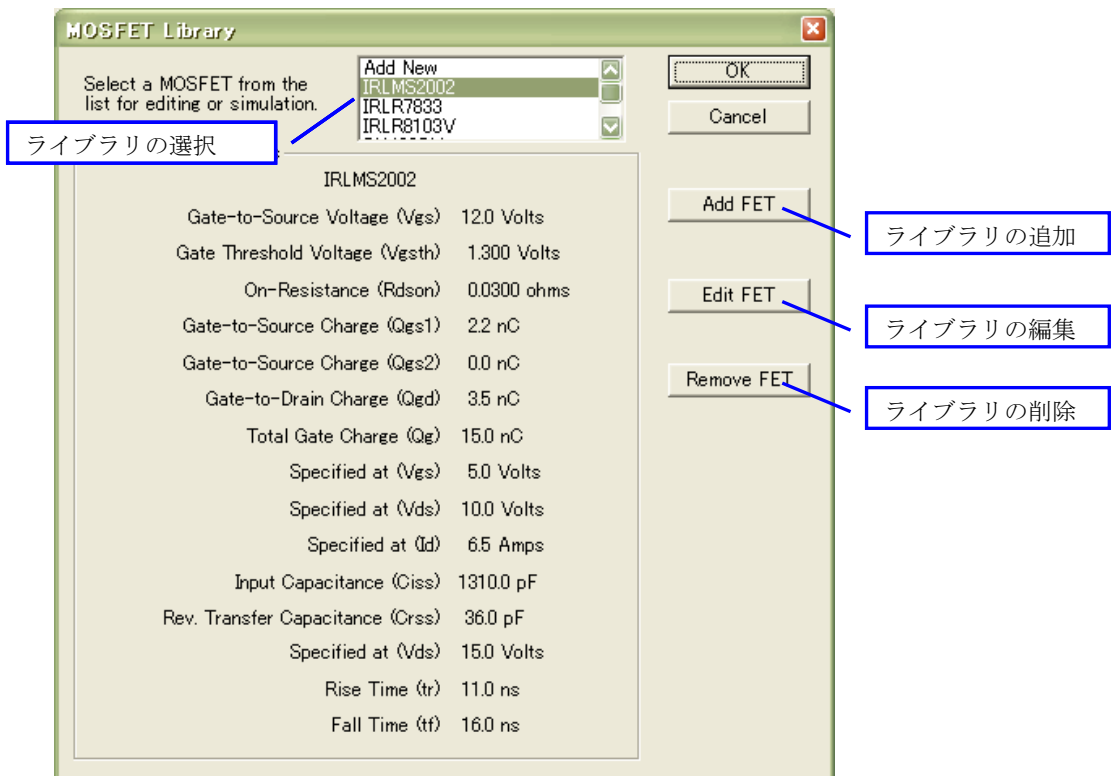 MOSFET Library
Select a MOSFET from the
list for editing or simulation.
Add New
IRLMS2002
IRLR7833
IRLR8103V
OK
Cancel
ライブラリの選択
IRLMS2002
Gate-to-Source Voltage (Vgs) 12.0 Volts
Gate Threshold Voltage (Vgsth) 1.300 Volts
On-Resistance (Rdson) 0.0300 ohms
Gate-to-Source Charge (Qgs1) 2.2 nC
Gate-to-Source Charge (Qgs2) 0.0 nC
Gate-to-Drain Charge (Qgd) 3.5 nC
Total Gate Charge (Qg) 15.0 nC
Specified at (Vgs) 5.0 Volts
Specified at (Vds) 10.0 Volts
Specified at (Id) 6.5 Amps
Input Capacitance (Ciss) 1310.0 pF
Rev. Transfer Capacitance (Crss) 36.0 pF
Specified at (Vds) 15.0 Volts
Rise Time (tr) 11.0 ns
Fall Time (tf) 16.0 ns
Add FET
ライブラリの追加
Edit FET
ライブラリの編集
Remove FET
ライブラリの削除